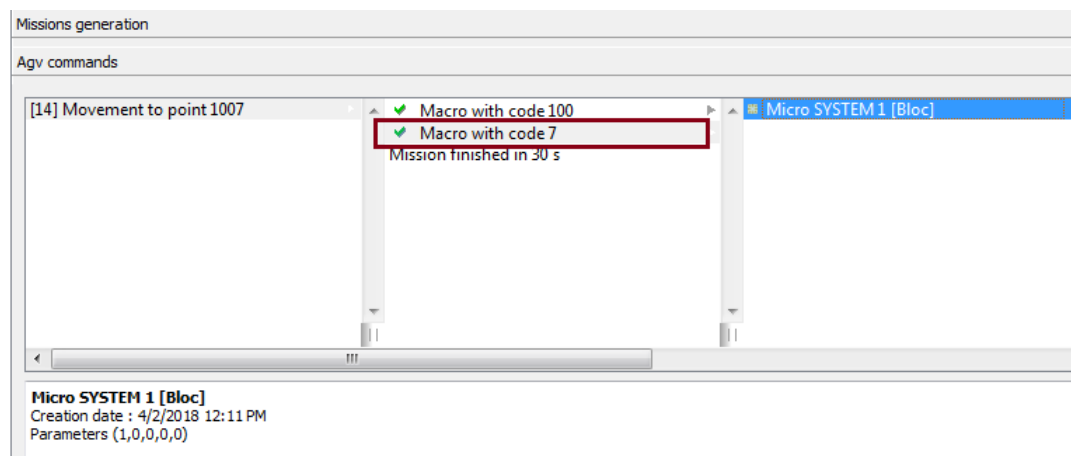 Missions generation
Agv commands
[14] Movement to point 1007
Macro with code 100
Macro with code 7
Mission finished in 30 s
Micro SYSTEM 1 [Bloc]
Micro SYSTEM 1 [Bloc]
Creation date : 4/2/2018 12:11 PM
Parameters (1,0,0,0,0)